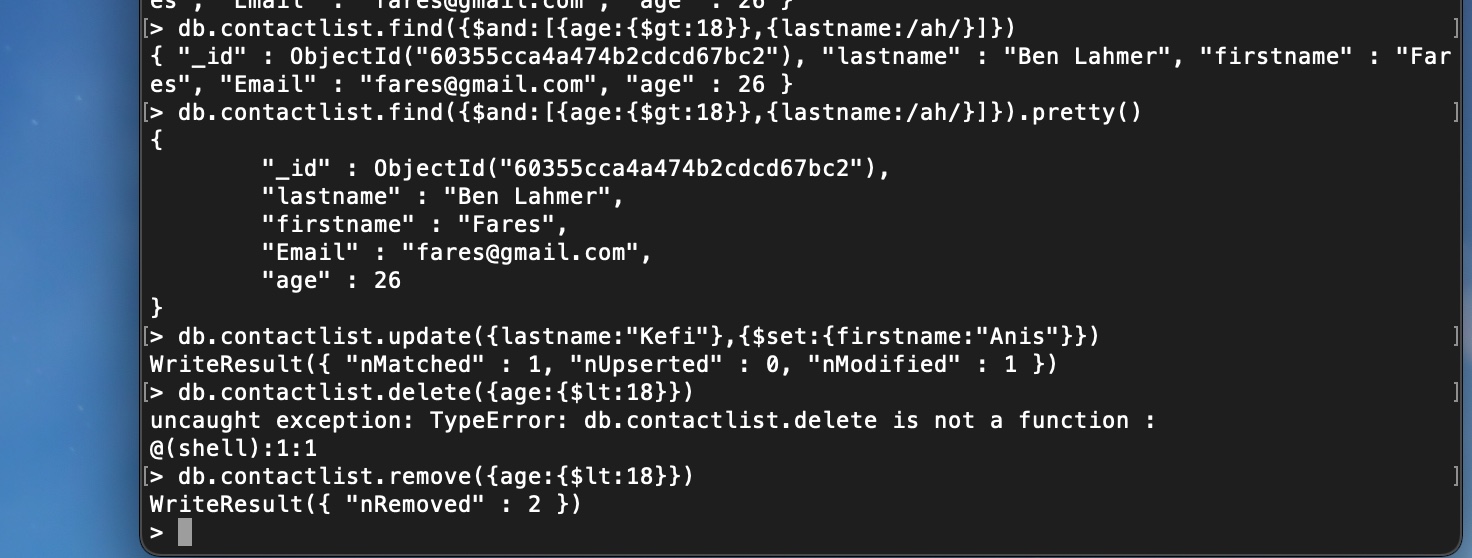 es", "Email" : "fares@gmail.com", "age" : 26 }
[> db.contactlist.find({$and:[{age:{$gt:18}},{lastname:/ah/}]}) ]
{ "_id" : ObjectId("60355cca4a474b2cdcd67bc2"), "lastname" : "Ben Lahmer", "firstname" : "Far
es", "Email" : "fares@gmail.com", "age" : 26 }
[> db.contactlist.find({$and:[{age:{$gt:18}},{lastname:/ah/}]}).pretty() ]
{
        "_id" : ObjectId("60355cca4a474b2cdcd67bc2"),
        "lastname" : "Ben Lahmer",
        "firstname" : "Fares",
        "Email" : "fares@gmail.com",
        "age" : 26
}
[> db.contactlist.update({lastname:"Kefi"},{$set:{firstname:"Anis"}}) ]
WriteResult({ "nMatched" : 1, "nUpserted" : 0, "nModified" : 1 })
[> db.contactlist.delete({age:{$lt:18}}) ]
uncaught exception: TypeError: db.contactlist.delete is not a function :
@(shell):1:1
[> db.contactlist.remove({age:{$lt:18}}) ]
WriteResult({ "nRemoved" : 2 })
>